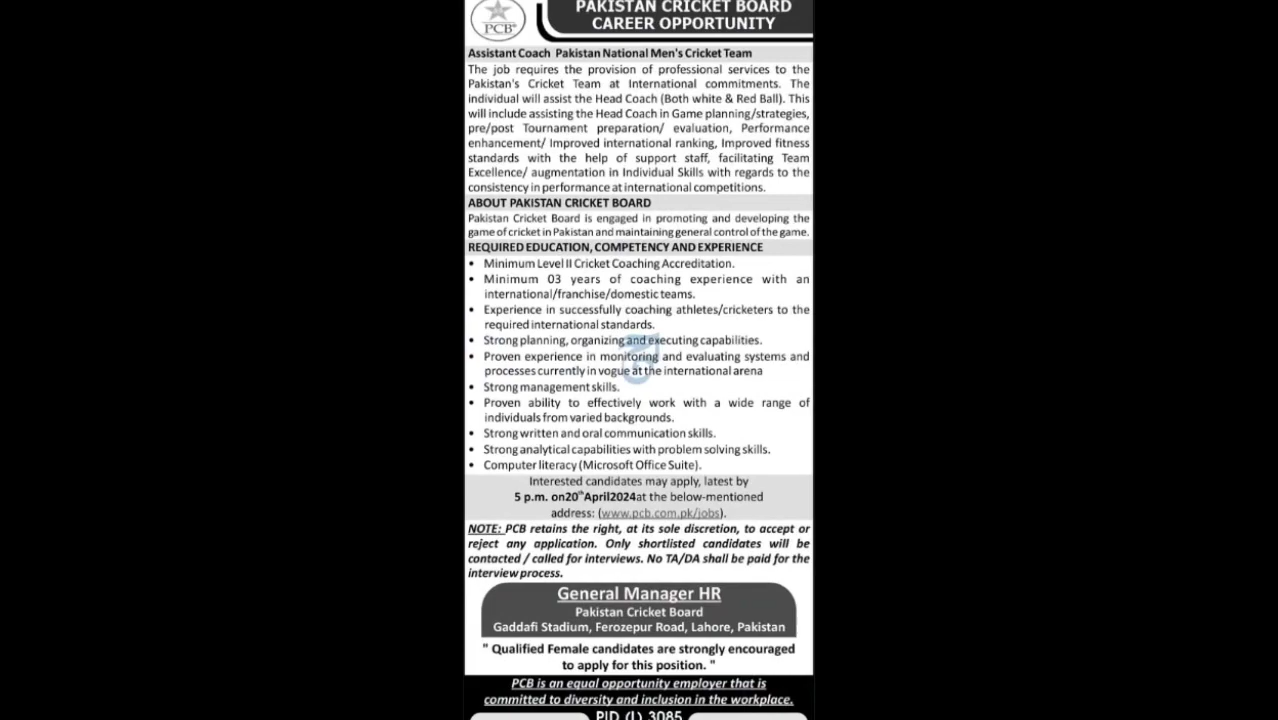 PAKISTAN CRICKET BOARD
CAREER OPPORTUNITY
PCB
Assistant Coach Pakistan National Men's Cricket Team
The job requires the provision of professional services to the
Pakistan's Cricket Team at International commitments. The
individual will assist the Head Coach (Both white & Red Ball). This
will include assisting the Head Coach in Game planning/strategies,
pre/post Tournament preparation/ evaluation, Performance
enhancement/ Improved international ranking, Improved fitness
standards with the help of support staff, facilitating Team
Excellence/ augmentation in Individual Skills with regards to the
consistency in performance at international competitions.
ABOUT PAKISTAN CRICKET BOARD
Pakistan Cricket Board is engaged in promoting and developing the
game of cricket in Pakistan and maintaining general control of the game.
REQUIRED EDUCATION, COMPETENCY AND EXPERIENCE
• Minimum Level II Cricket Coaching Accreditation.
• Minimum 03 years of coaching experience with an
international/franchise/domestic teams.
• Experience in successfully coaching athletes/cricketers to the
required international standards.
• Strong planning, organizing and executing capabilities.
• Proven experience in monitoring and evaluating systems and
processes currently in vogue at the international arena
• Strong management skills.
• Proven ability to effectively work with a wide range of
individuals from varied backgrounds.
• Strong written and oral communication skills.
• Strong analytical capabilities with problem solving skills.
• Computer literacy (Microsoft Office Suite).
Interested candidates may apply, latest by
5 p.m. on20thApril2024at the below-mentioned
address: (www.pcb.com.pk/jobs).
NOTE: PCB retains the right, at its sole discretion, to accept or
reject any application. Only shortlisted candidates will be
contacted / called for interviews. No TA/DA shall be paid for the
interview process.
General Manager HR
Pakistan Cricket Board
Gaddafi Stadium, Ferozepur Road, Lahore, Pakistan
" Qualified Female candidates are strongly encouraged
to apply for this position. "
PCB is an equal opportunity employer that is
committed to diversity and inclusion in the workplace.
PID (L) 3085